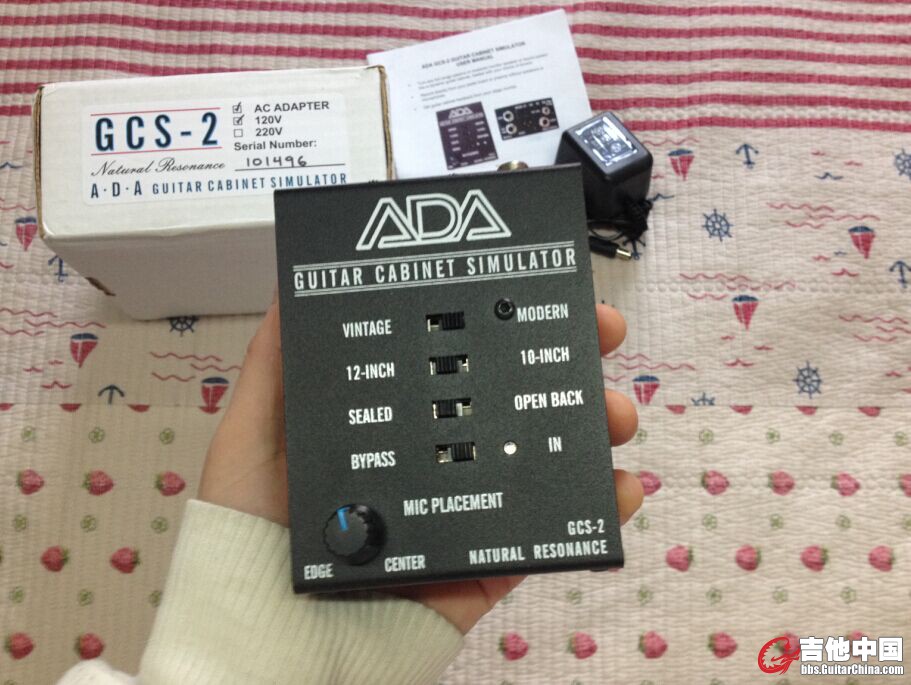 GCS-2
Natural Resonance
A·D·A GUITAR CABINET SIMULATOR
AC ADAPTER
120V
220V
Serial Number:
101496
ADA GCS-2 GUITAR CABINET SIMULATOR
USER MANUAL
ADA
ADA
GUITAR CABINET SIMULATOR
VINTAGE
MODERN
12-INCH
10-INCH
SEALED
OPEN BACK
BYPASS
IN
MIC PLACEMENT
EDGE
CENTER
GCS-2
NATURAL RESONANCE
吉他中国
bbs.GuitarChina.com